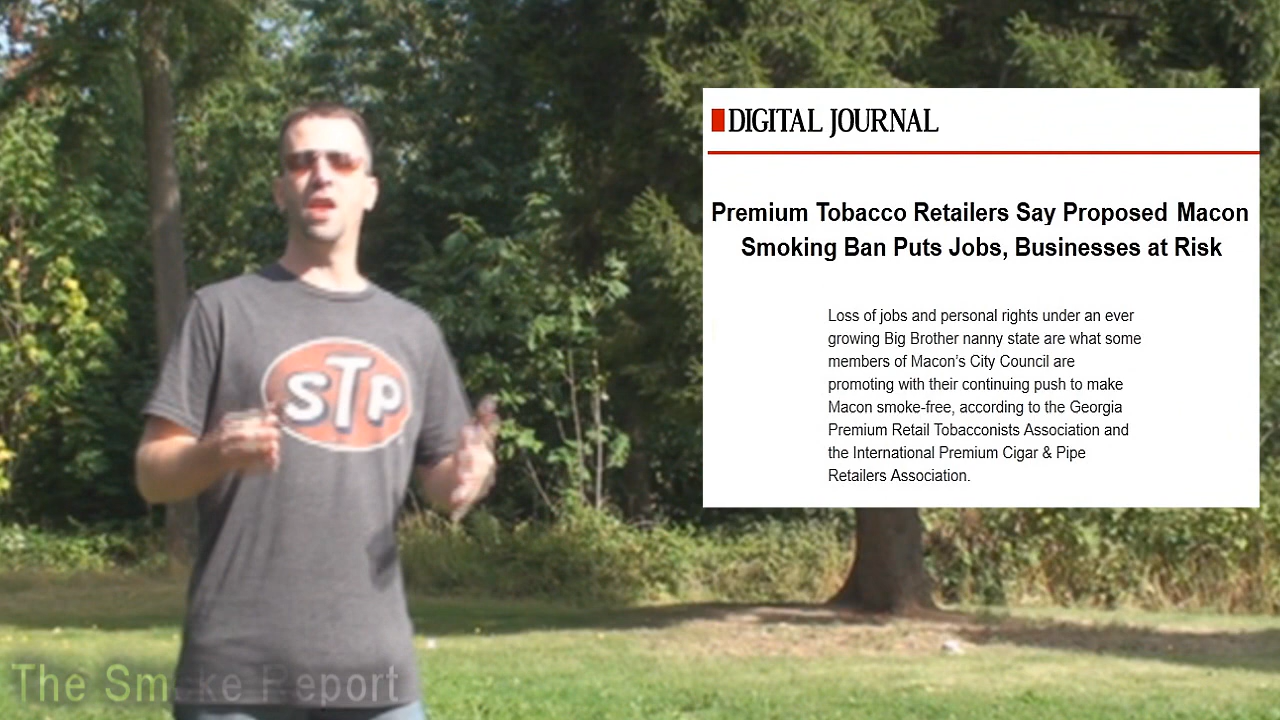 DIGITAL JOURNAL
Premium Tobacco Retailers Say Proposed Macon
Smoking Ban Puts Jobs, Businesses at Risk
Loss of jobs and personal rights under an ever
growing Big Brother nanny state are what some
members of Macon's City Council are
promoting with their continuing push to make
Macon smoke-free, according to the Georgia
Premium Retail Tobacconists Association and
the International Premium Cigar & Pipe
Retailers Association.
STP
The Smoke Report